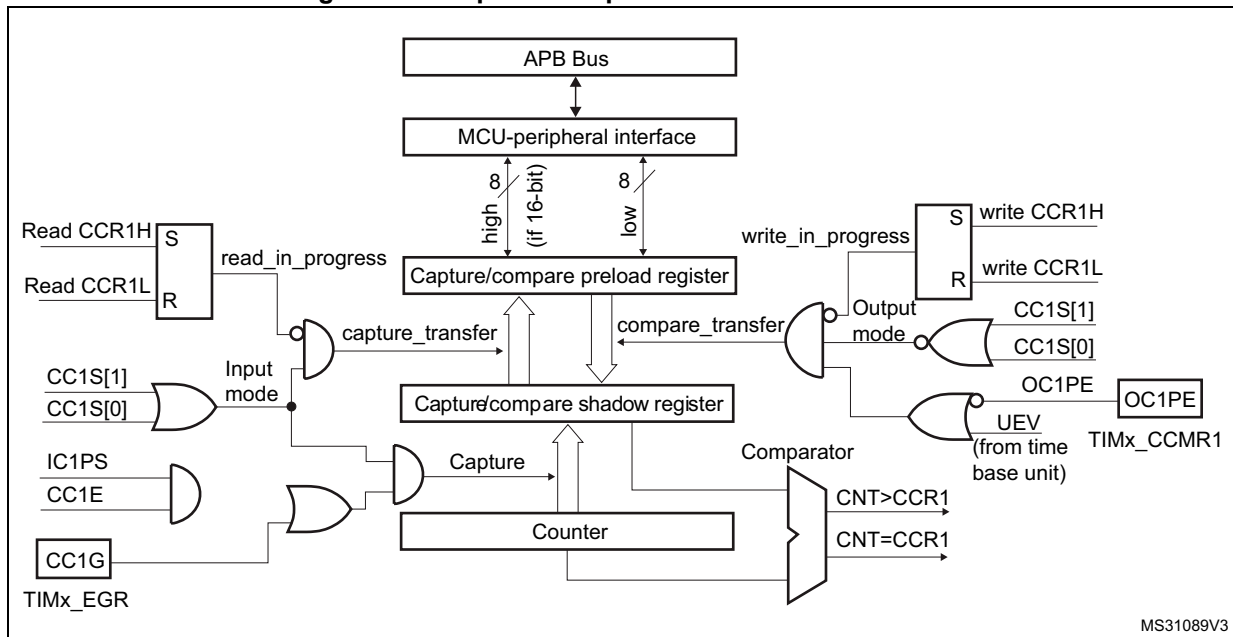 APB Bus
MCU-peripheral interface
8
high
(if 16-bit)
8
low
Read CCR1H
S
Read CCR1L
R
read_in_progress
write_in_progress
S
write CCR1H
R
write CCR1L
Capture/compare preload register
capture_transfer
compare_transfer
Output
mode
CC1S[1]
CC1S[0]
CC1S[1]
CC1S[0]
Input
mode
Capture/compare shadow register
OC1PE
OC1PE
UEV
(from time
base unit)
TIMx_CCMR1
IC1PS
CC1E
Capture
Comparator
CNT>CCR1
CNT=CCR1
Counter
CC1G
TIMx_EGR
MS31089V3